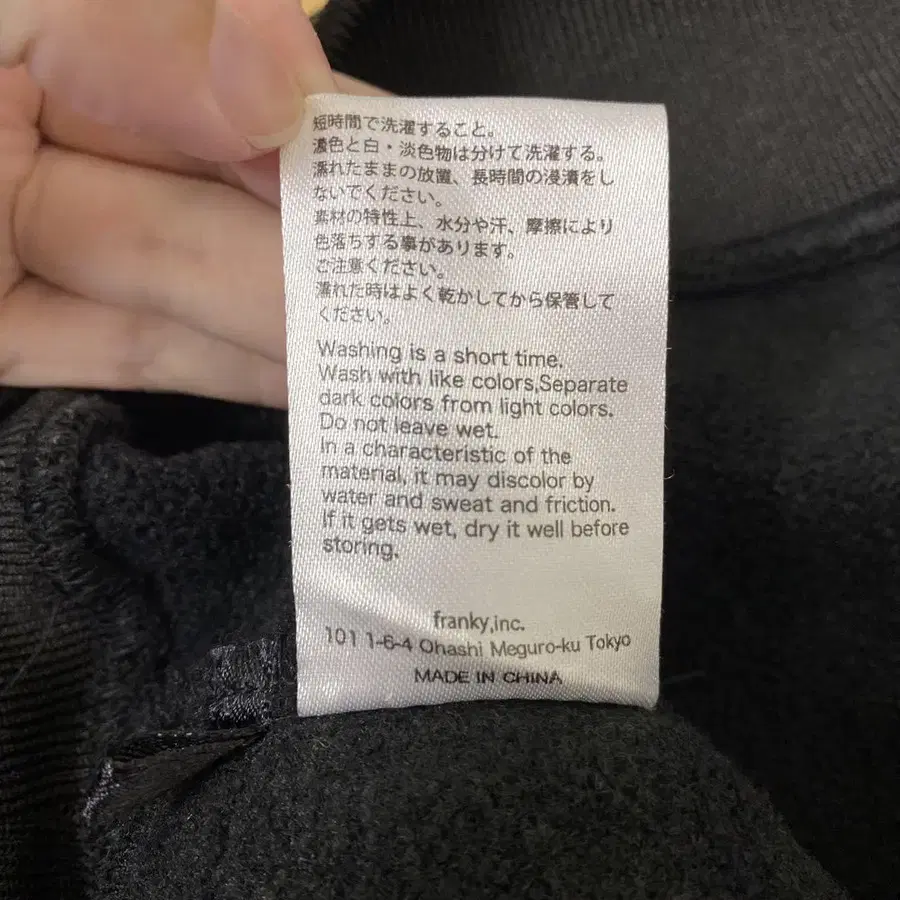 短時間で洗濯すること。
濃色と白・淡色物は分けて洗濯する。
濡れたままの放置、長時間の浸漬をし
ないでください。
素材の特性上、水分や汗、摩擦により
色落ちする事があります。
ご注意ください。
濡れた時はよく乾かしてから保管して
ください。
Washing is a short time.
Wash with like colors,Separate
dark colors from light colors.
Do not leave wet.
In a characteristic of the
material, it may discolor by
water and sweat and friction.
If it gets wet, dry it well before
storing.
franky,inc.
101 1-6-4 Ohashi Meguro-ku Tokyo
MADE IN CHINA